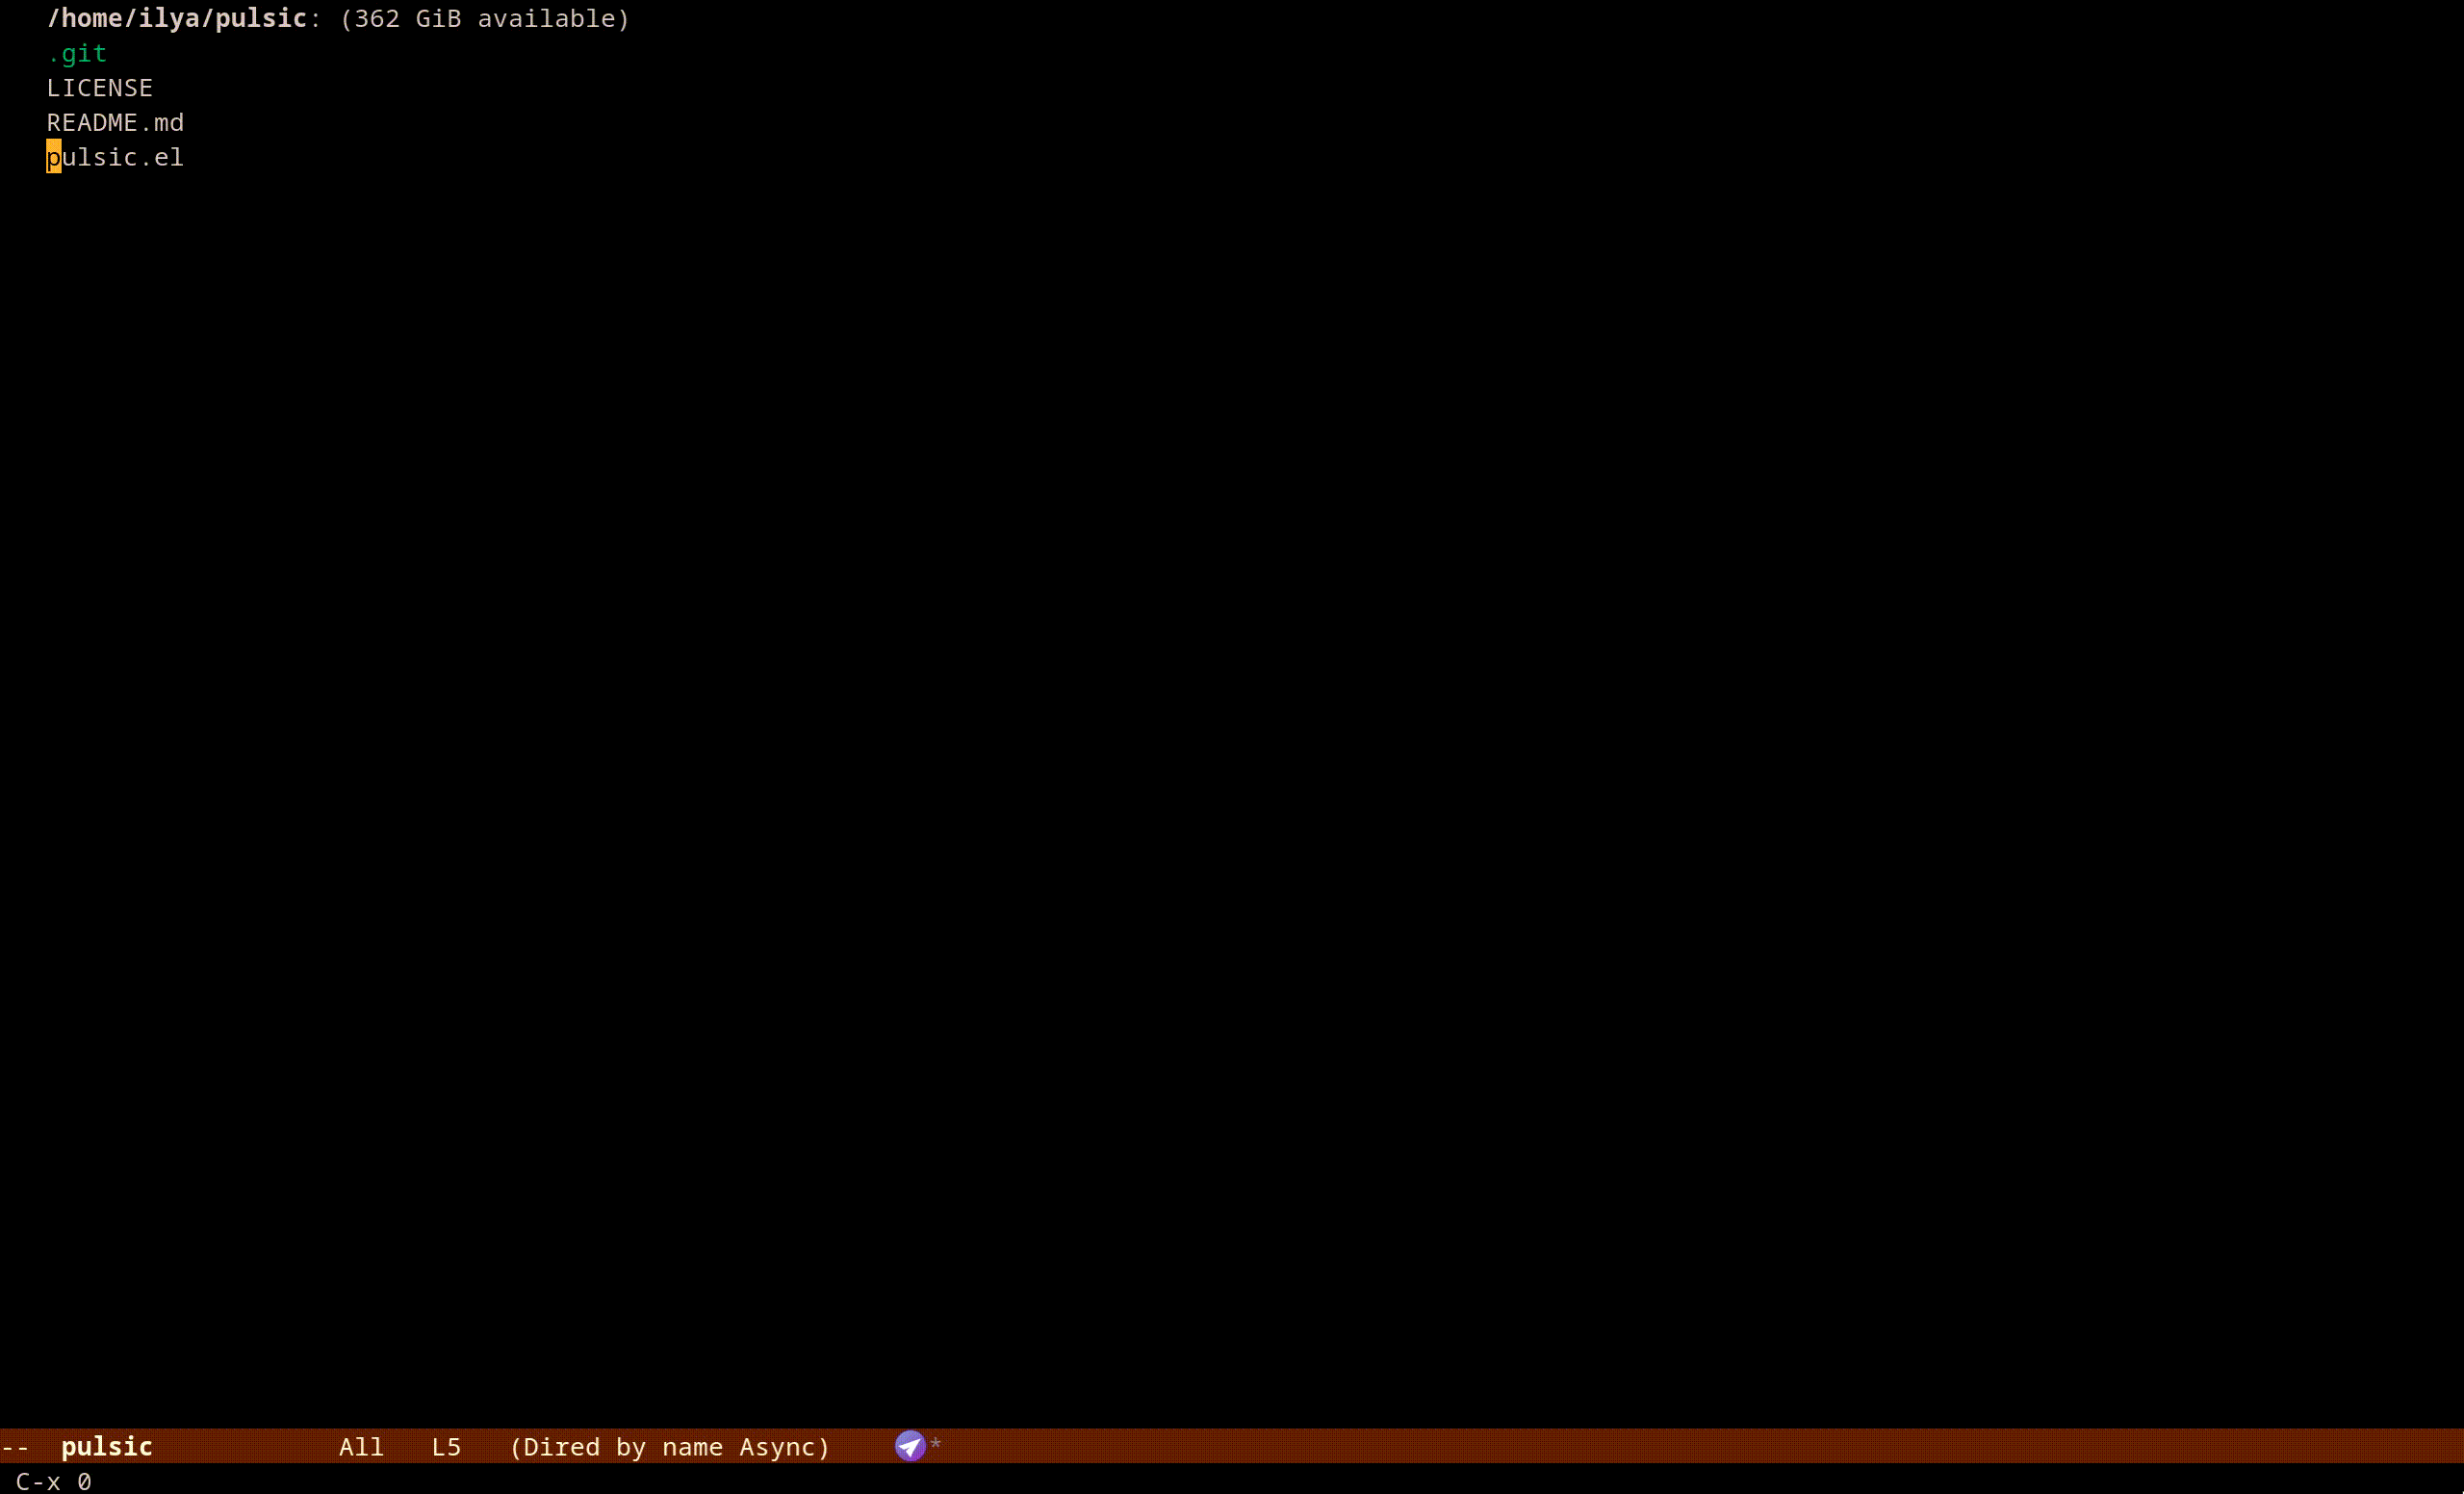 /home/ilya/pulsic: (362 GiB available)
.git
LICENSE
README.md
pulsic.el
-- pulsic All L5 (Dired by name Async) *
C-x 0